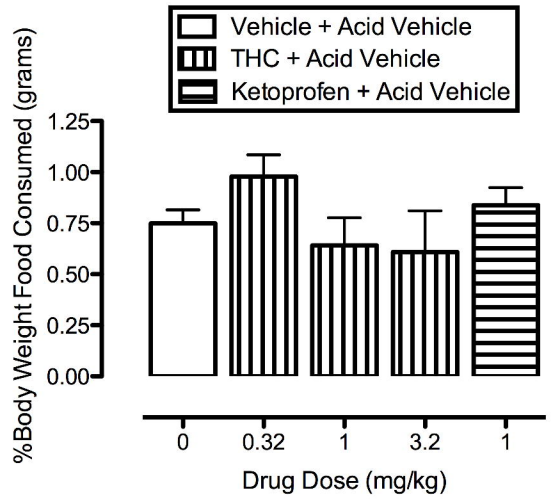 Vehicle + Acid Vehicle
THC + Acid Vehicle
Ketoprofen + Acid Vehicle
%Body Weight Food Consumed (grams)
1.25
1.00
0.75
0.50
0.25
0.00
0 0.32 1 3.2 1
Drug Dose (mg/kg)